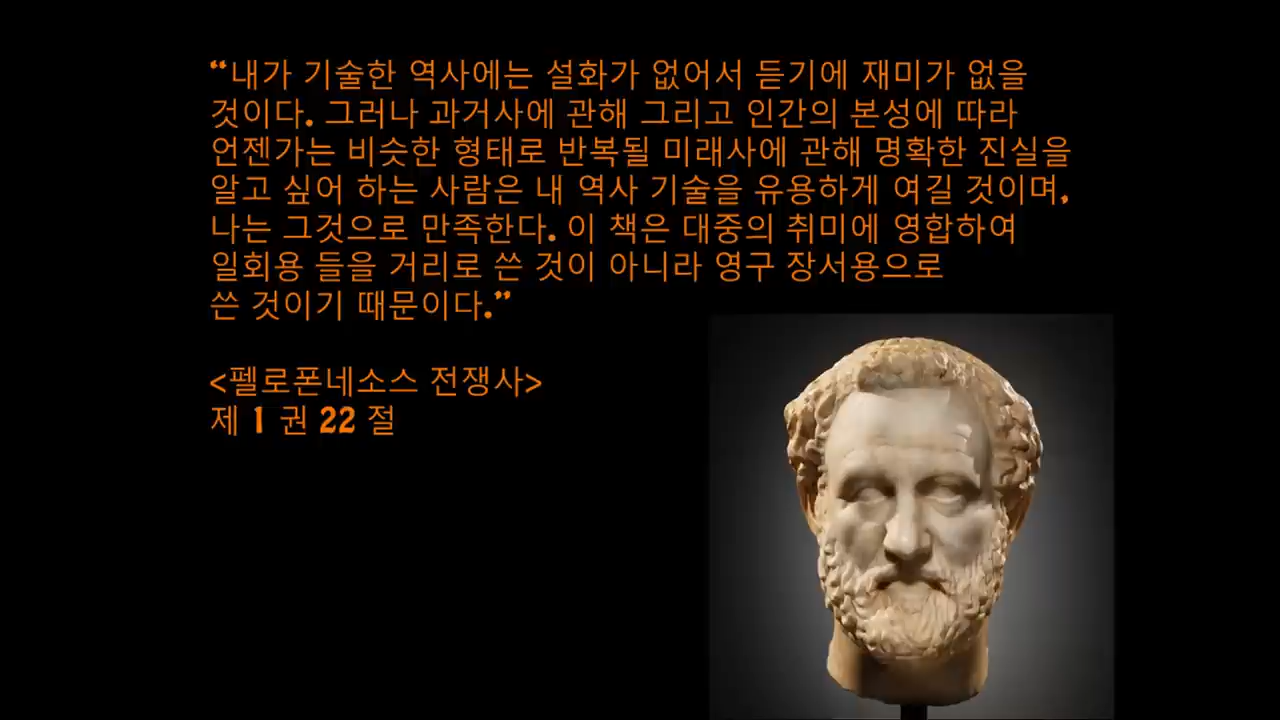 “내가 기술한 역사에는 설화가 없어서 듣기에 재미가 없을
것이다. 그러나 과거사에 관해 그리고 인간의 본성에 따라
언젠가는 비슷한 형태로 반복될 미래사에 관해 명확한 진실을
알고 싶어 하는 사람은 내 역사 기술을 유용하게 여길 것이며,
나는 그것으로 만족한다. 이 책은 대중의 취미에 영합하여
일회용 들을 거리로 쓴 것이 아니라 영구 장서용으로
쓴 것이기 때문이다.”
<펠로폰네소스 전쟁사>
제 1 권 22 절